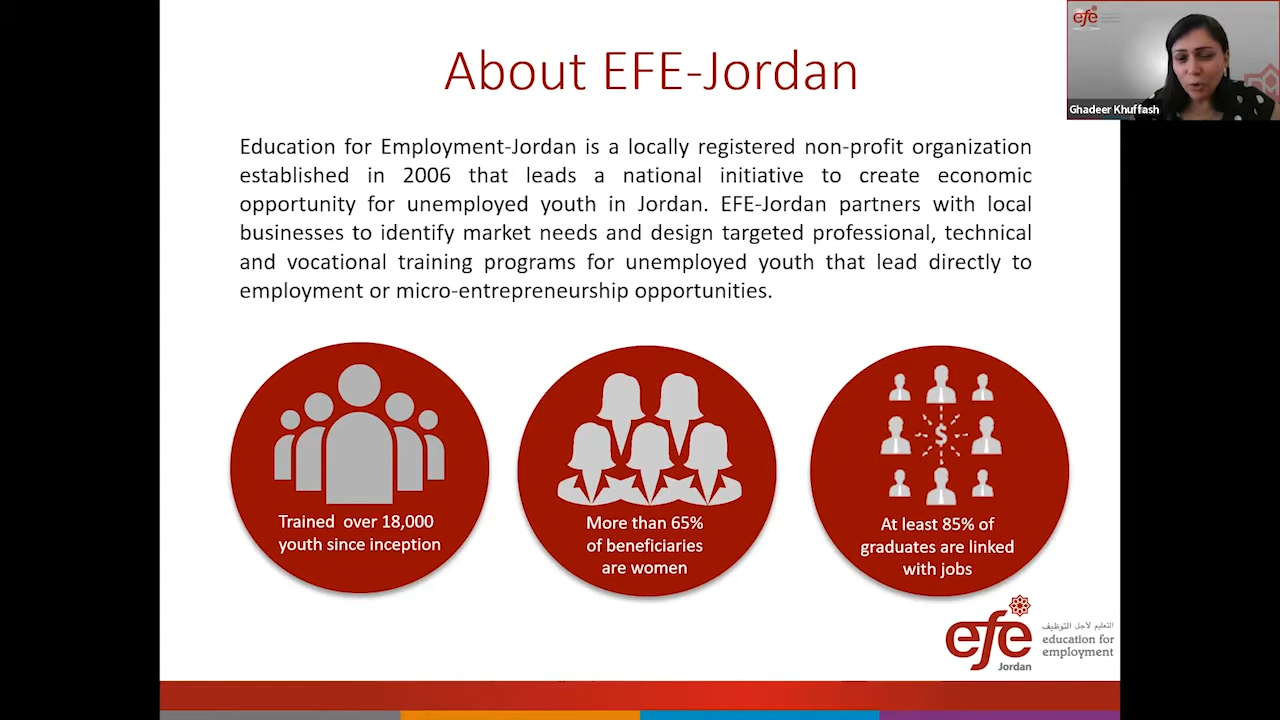 About EFE-Jordan
efe
Ghadeer Khuffash
Education for Employment-Jordan is a locally registered non-profit organization
established in 2006 that leads a national initiative to create economic
opportunity for unemployed youth in Jordan. EFE-Jordan partners with local
businesses to identify market needs and design targeted professional, technical
and vocational training programs for unemployed youth that lead directly to
employment or micro-entrepreneurship opportunities.
$
Trained over 18,000
youth since inception
More than 65%
of beneficiaries
are women
At least 85% of
graduates are linked
with jobs
efe
Jordan
التعليم لأجل التوظيف
education for
employment